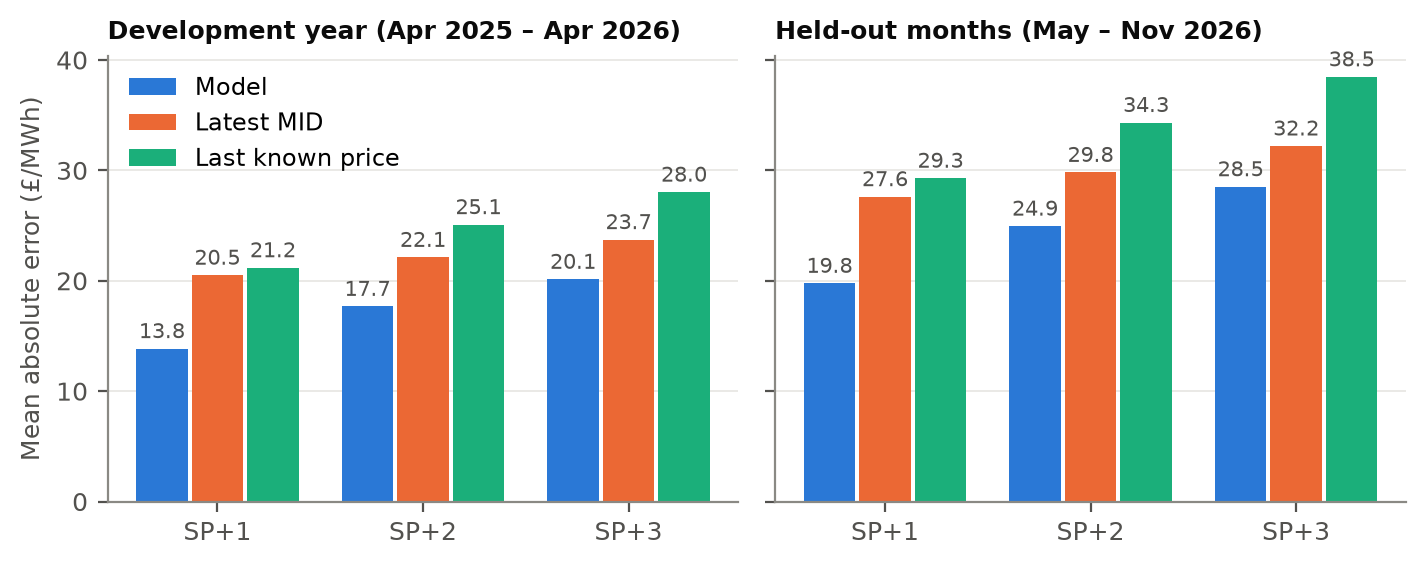 Development year (Apr 2025 – Apr 2026)
Held-out months (May – Nov 2026)
Mean absolute error (£/MWh)
40
30
20
10
0
Model
Latest MID
Last known price
13.8
20.5
21.2
17.7
22.1
25.1
20.1
23.7
28.0
SP+1
SP+2
SP+3
19.8
27.6
29.3
24.9
29.8
34.3
28.5
32.2
38.5
SP+1
SP+2
SP+3